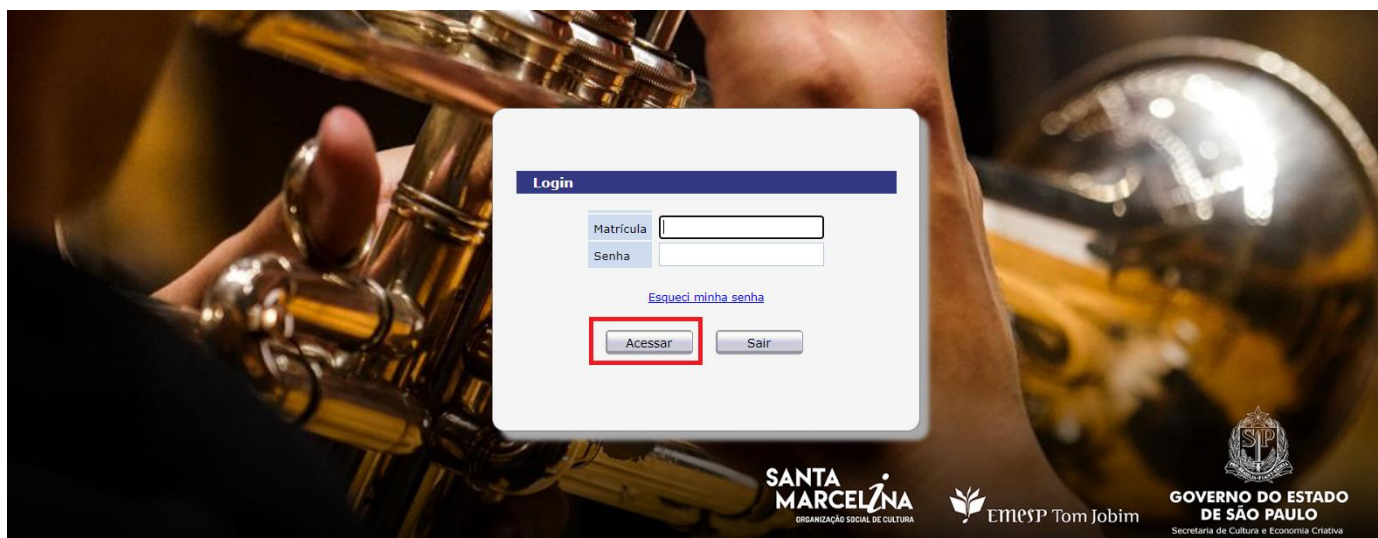 Login
Matrícula
Senha
Esqueci minha senha
Acessar Sair
SANTA
MARCELINA
ORGANIZAÇÃO SOCIAL DE CULTURA
EMESP Tom Jobim
SP
GOVERNO DO ESTADO
DE SÃO PAULO
Secretaria de Cultura e Economia Criativa